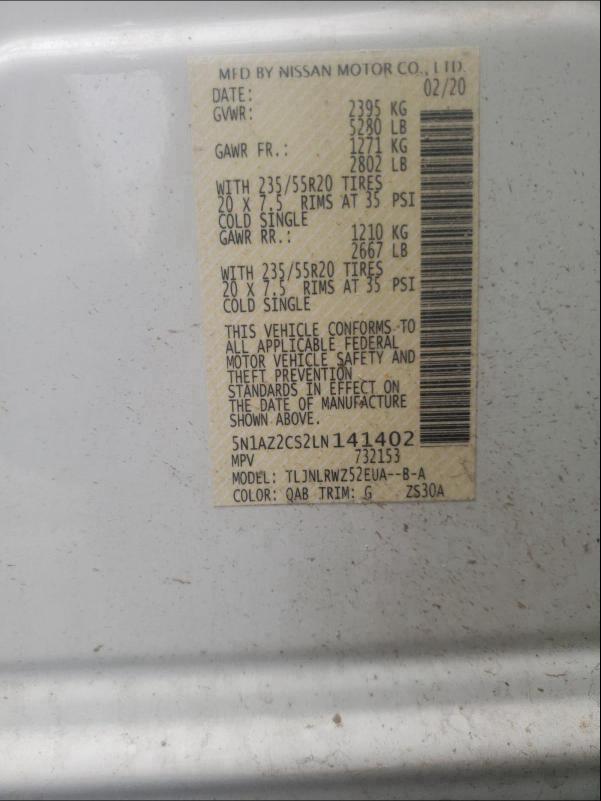 MFD BY NISSAN MOTOR CO., LTD.
DATE: 02/20
GVWR: 2395 KG
5280 LB
GAWR FR.: 1271 KG
2802 LB
WITH 235/55R20 TIRES
20 X 7.5 RIMS AT 35 PSI
COLD SINGLE
GAWR RR.: 1210 KG
2667 LB
WITH 235/55R20 TIRES
20 X 7.5 RIMS AT 35 PSI
COLD SINGLE
THIS VEHICLE CONFORMS TO
ALL APPLICABLE FEDERAL
MOTOR VEHICLE SAFETY AND
THEFT PREVENTION
STANDARDS IN EFFECT ON
THE DATE OF MANUFACTURE
SHOWN ABOVE.
5N1AZ2CS2LN141402
MPV 732153
MODEL: TLJNLRWZ52EUA--B-A
COLOR: QAB TRIM: G ZS30A